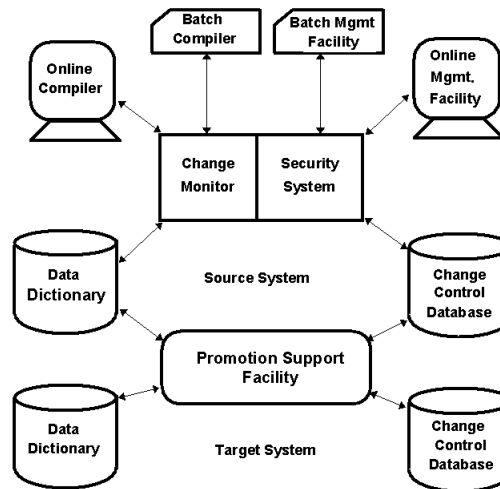 Batch
Compiler
Batch Mgmt
Facility
Online
Compiler
Online
Mgmt.
Facility
Change
Monitor
Security
System
Data
Dictionary
Source System
Change
Control
Database
Promotion Support
Facility
Data
Dictionary
Target System
Change
Control
Database